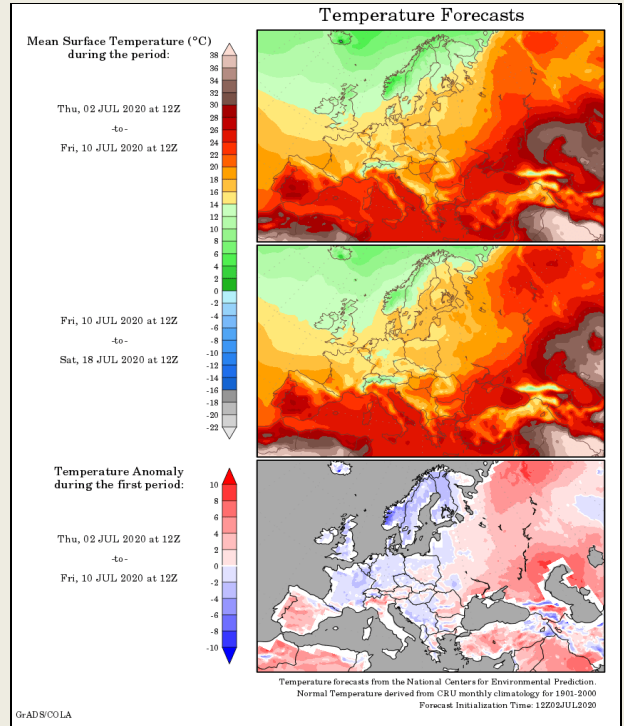 Temperature Forecasts
Mean Surface Temperature (°C)
during the period:
Thu, 02 JUL 2020 at 12Z
-to-
Fri, 10 JUL 2020 at 12Z
38
36
34
32
30
28
26
24
22
20
18
16
14
12
10
8
6
4
2
0
-2
-4
-6
-8
-10
-12
-14
-16
-18
-20
-22
Fri, 10 JUL 2020 at 12Z
-to-
Sat, 18 JUL 2020 at 12Z
Temperature Anomaly
during the first period:
Thu, 02 JUL 2020 at 12Z
-to-
Fri, 10 JUL 2020 at 12Z
10
8
6
4
2
0
-2
-4
-6
-8
-10
Temperature forecasts from the National Centers for Environmental Prediction.
Normal Temperature derived from CRU monthly climatology for 1901-2000
Forecast Initialization Time: 12Z02JUL2020
GrADS/COLA